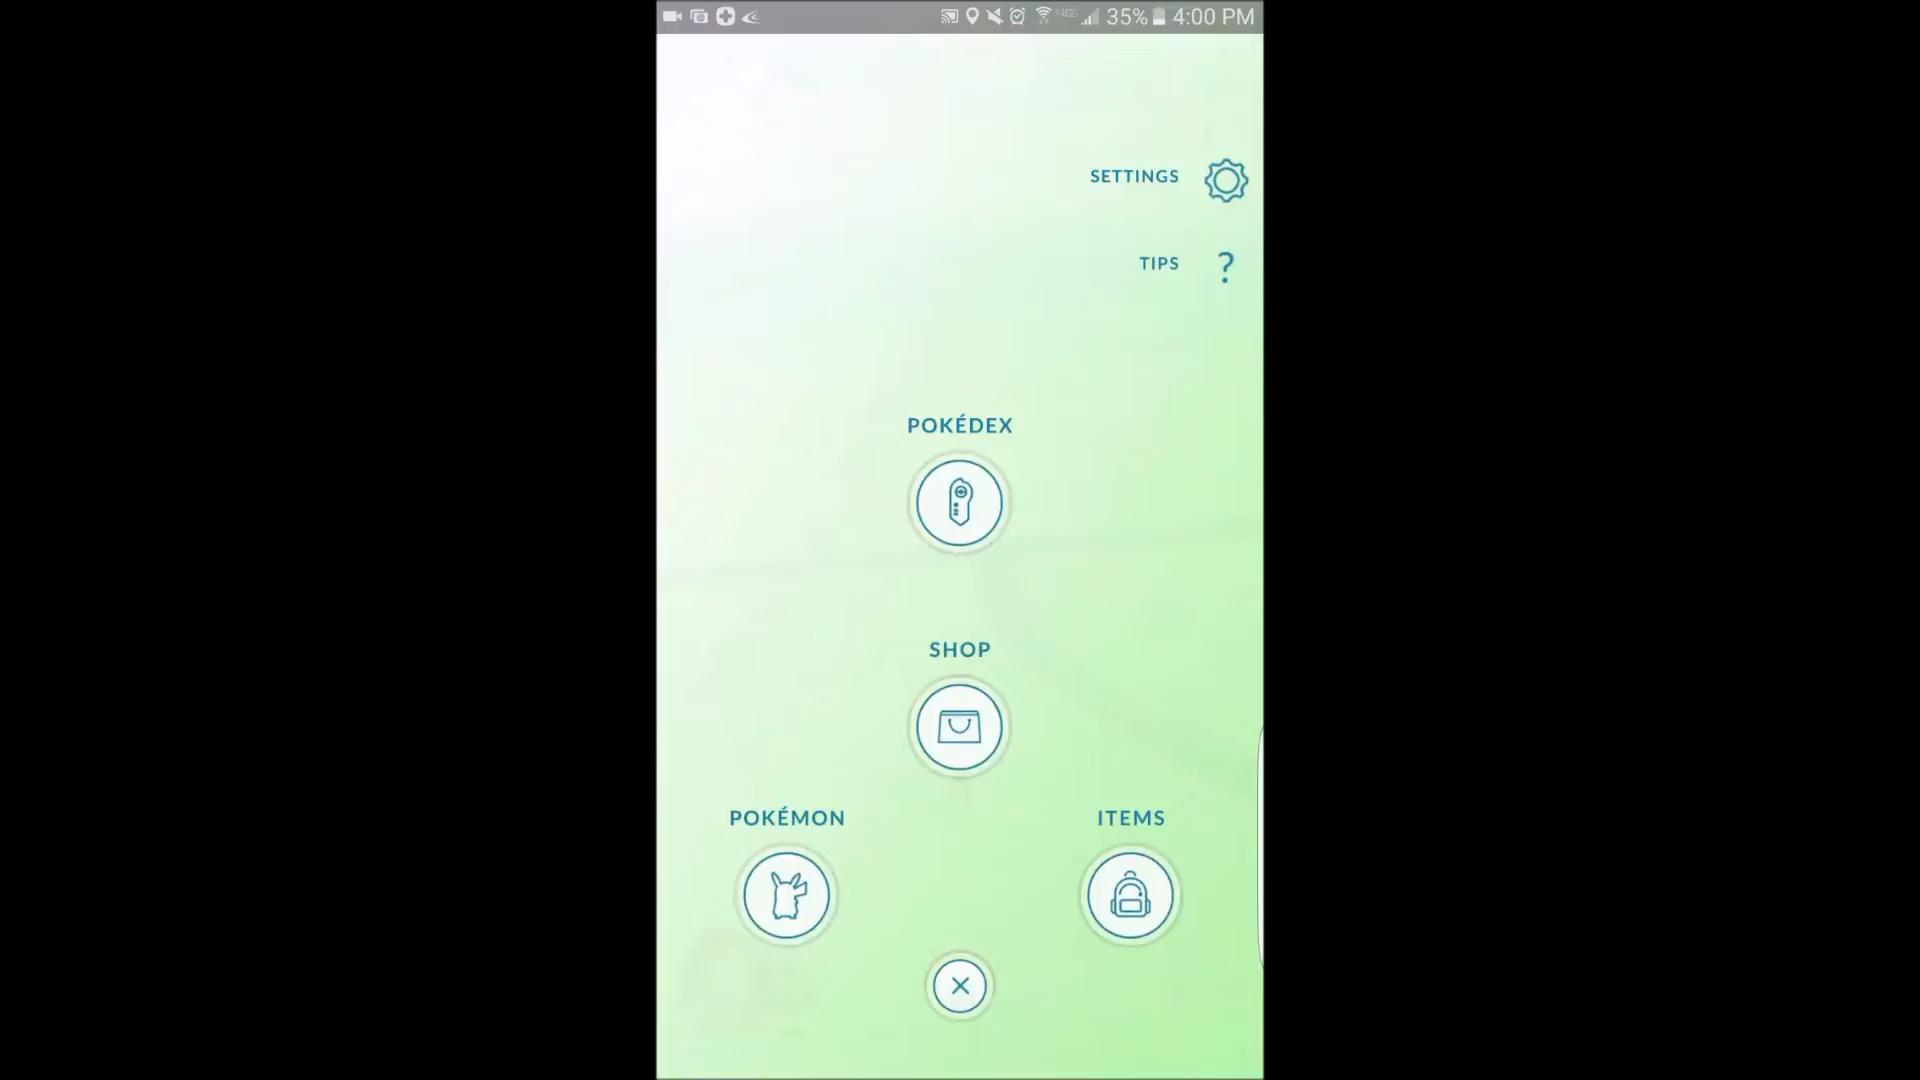 35% 4:00 PM
SETTINGS
TIPS ?
POKÉDEX
SHOP
POKÉMON
ITEMS